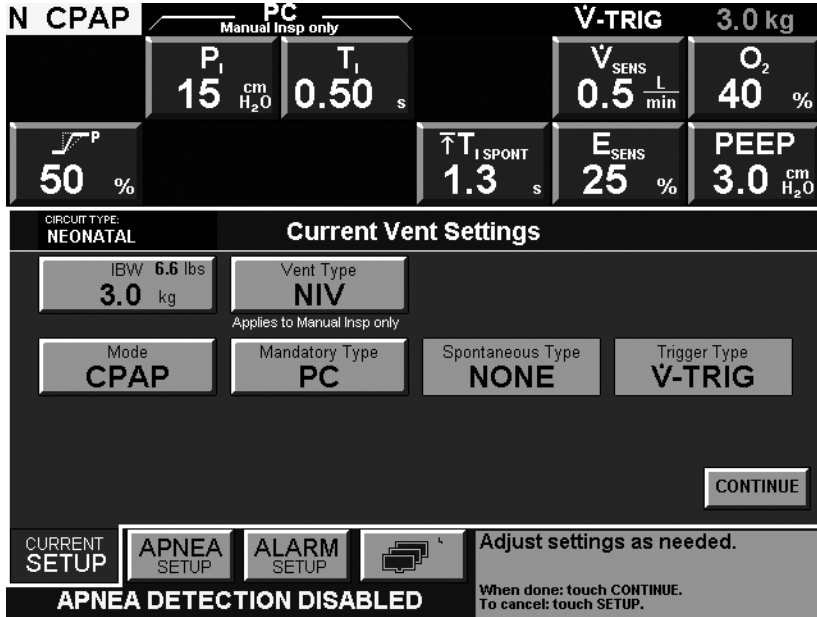 N CPAP
PC
Manual Insp only
V̇-TRIG
3.0 kg
PI
15 cm H2O
TI
0.50 s
V̇SENS
0.5 L/min
O2
40 %
P
50 %
↑TI SPONT
1.3 s
ESENS
25 %
PEEP
3.0 cm H2O
CIRCUIT TYPE:
NEONATAL
Current Vent Settings
IBW 6.6 lbs
3.0 kg
Vent Type
NIV
Applies to Manual Insp only
Mode
CPAP
Mandatory Type
PC
Spontaneous Type
NONE
Trigger Type
V̇-TRIG
CONTINUE
CURRENT
SETUP
APNEA
SETUP
ALARM
SETUP
Adjust settings as needed.
When done: touch CONTINUE.
To cancel: touch SETUP.
APNEA DETECTION DISABLED